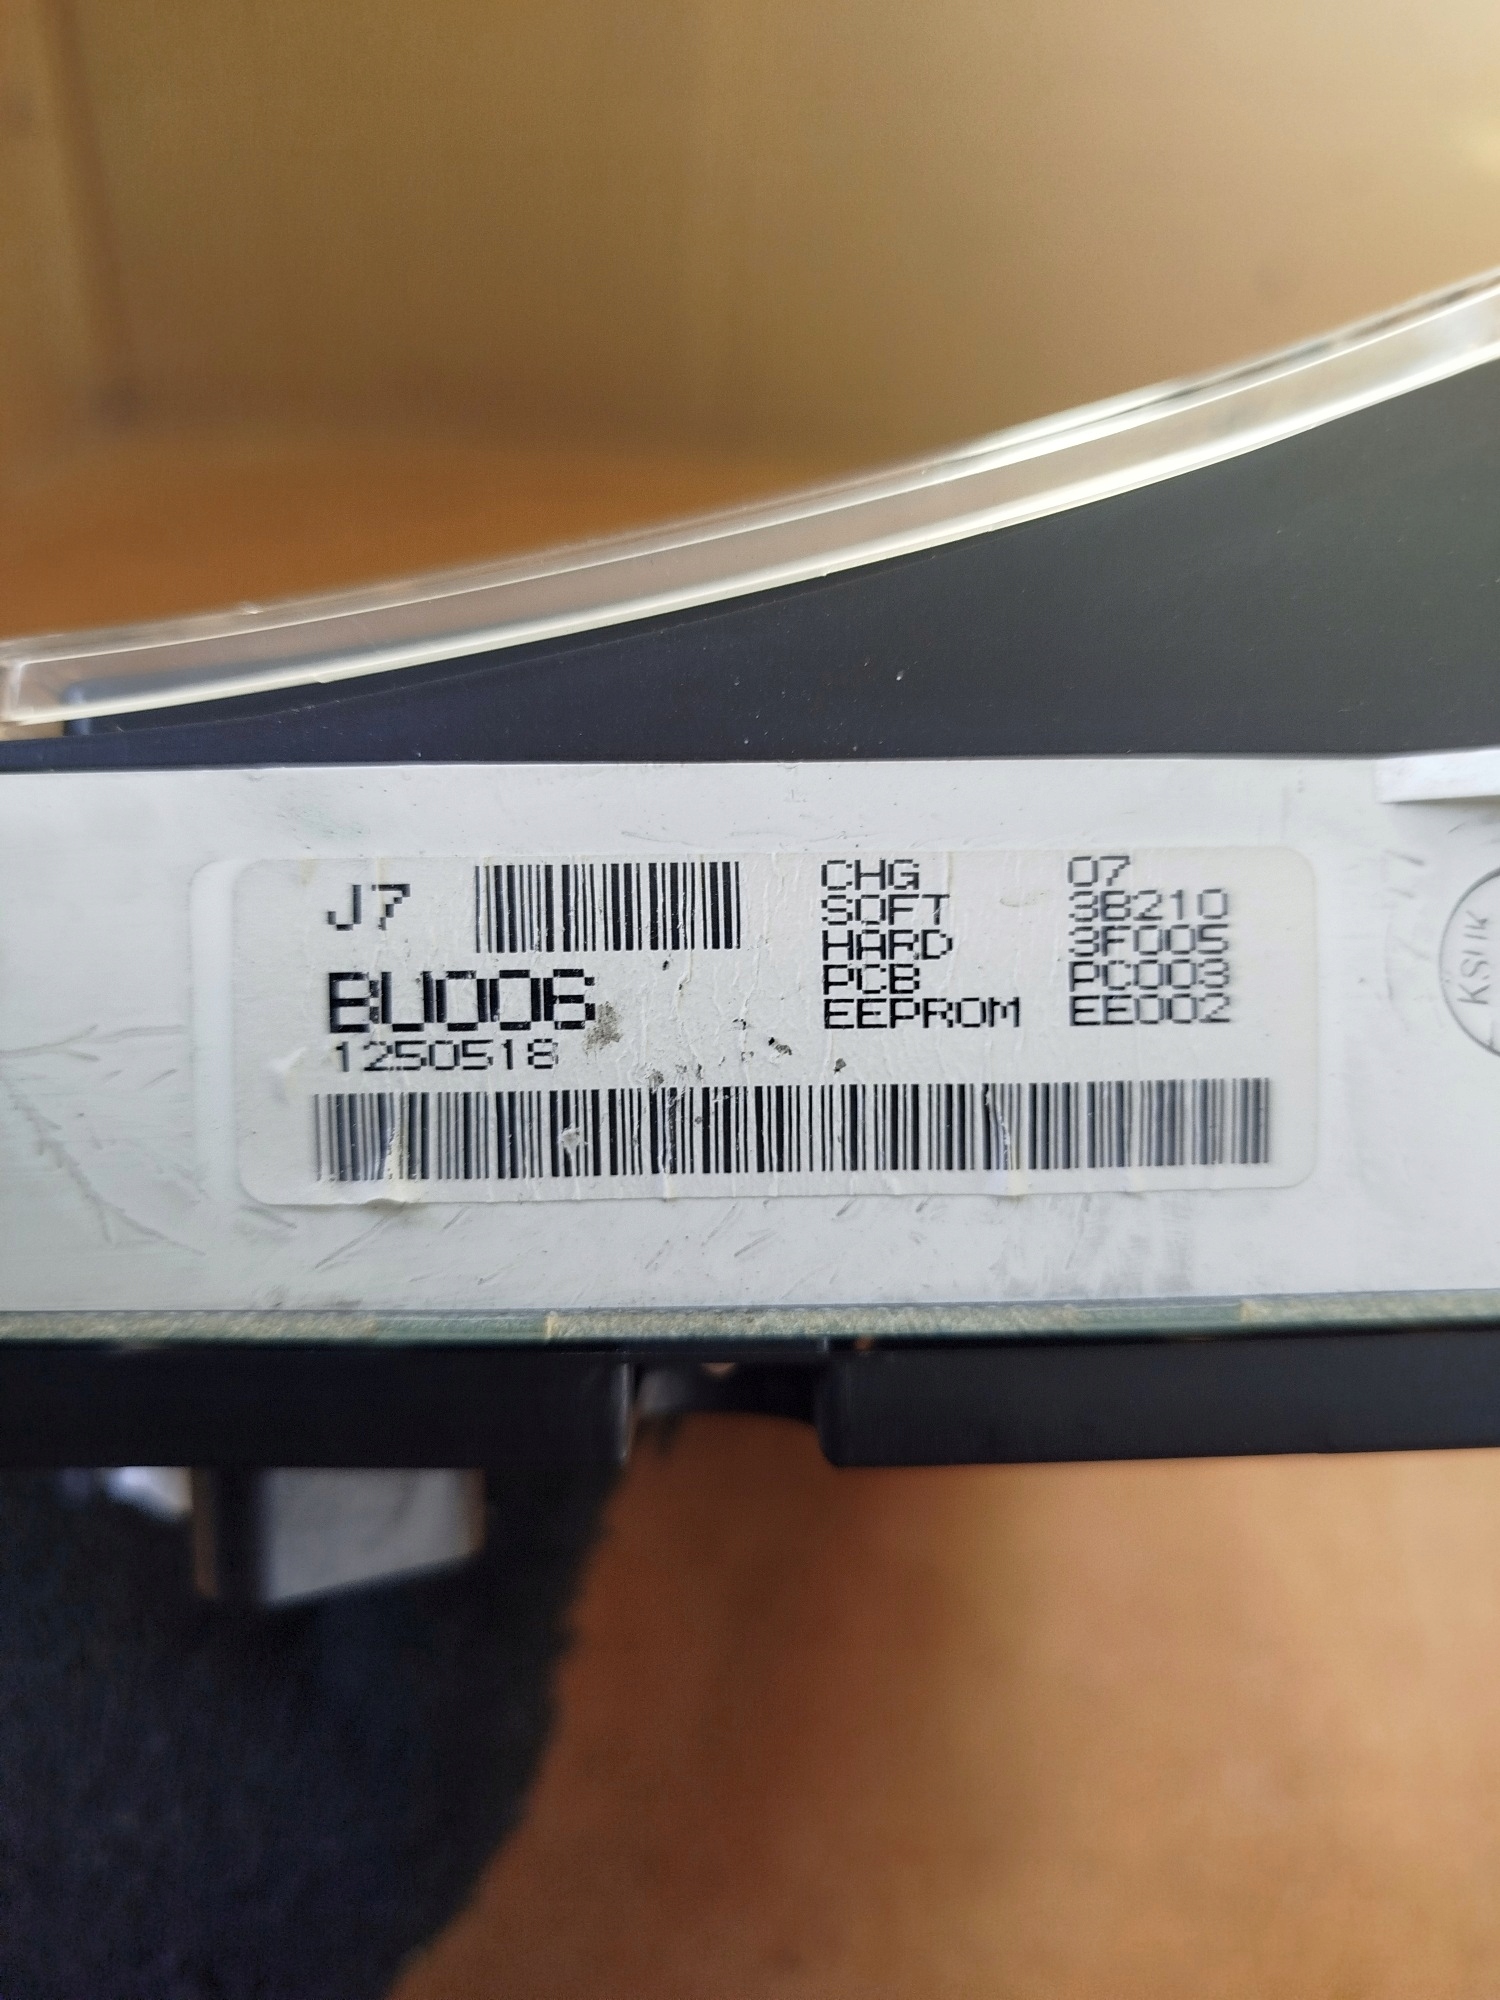 J7
BU006
1250518
CHG 07
SOFT 3B210
HARD 3F005
PCB PC003
EEPROM EE002